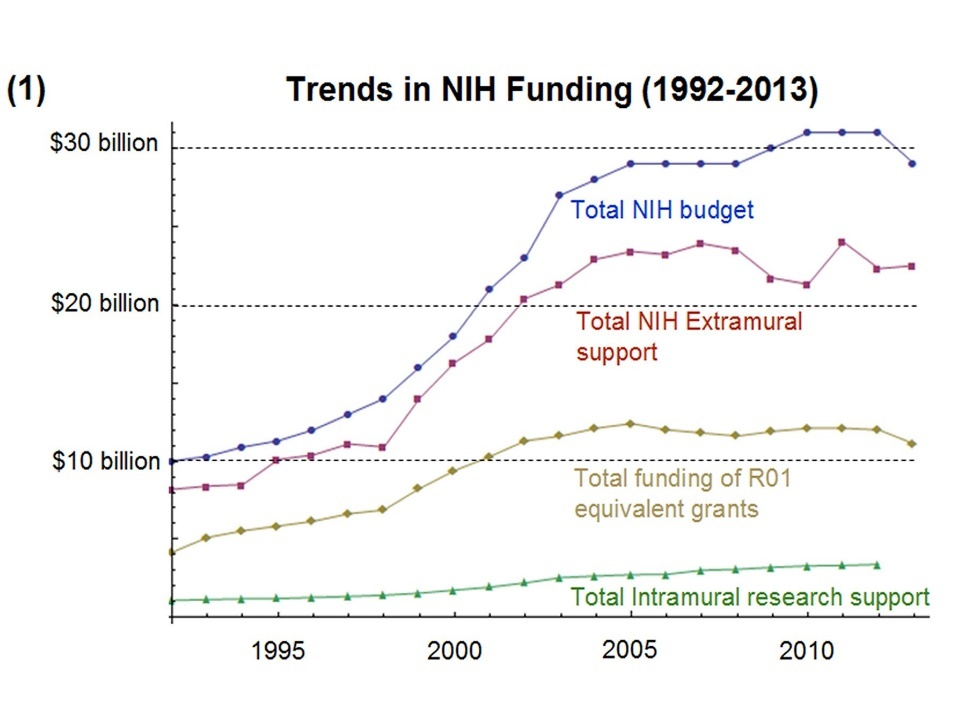 (1)
Trends in NIH Funding (1992-2013)
$30 billion
Total NIH budget
$20 billion
Total NIH Extramural
support
$10 billion
Total funding of R01
equivalent grants
Total Intramural research support
1995
2000
2005
2010